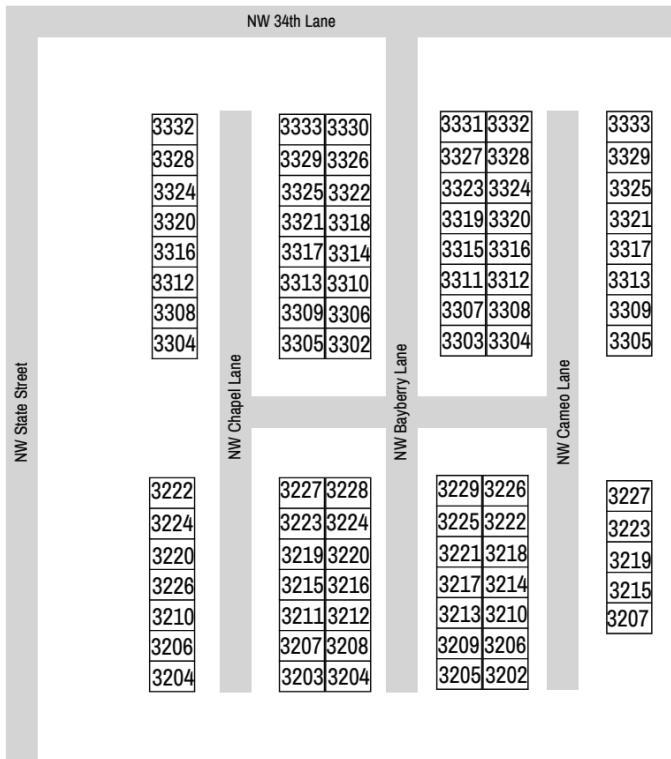 NW 34th Lane
3332 3333 3330 3331 3332 3333
3328 3329 3326 3327 3328 3329
3324 3325 3322 3323 3324 3325
3320 3321 3318 3319 3320 3321
3316 3317 3314 3315 3316 3317
3312 3313 3310 3311 3312 3313
3308 3309 3306 3307 3308 3309
3304 3305 3302 3303 3304 3305
NW State Street
NW Chapel Lane
NW Bayberry Lane
NW Cameo Lane
3222 3227 3228 3229 3226 3227
3224 3223 3224 3225 3222 3223
3220 3219 3220 3221 3218 3219
3226 3215 3216 3217 3214 3215
3210 3211 3212 3213 3210 3207
3206 3207 3208 3209 3206
3204 3203 3204 3205 3202